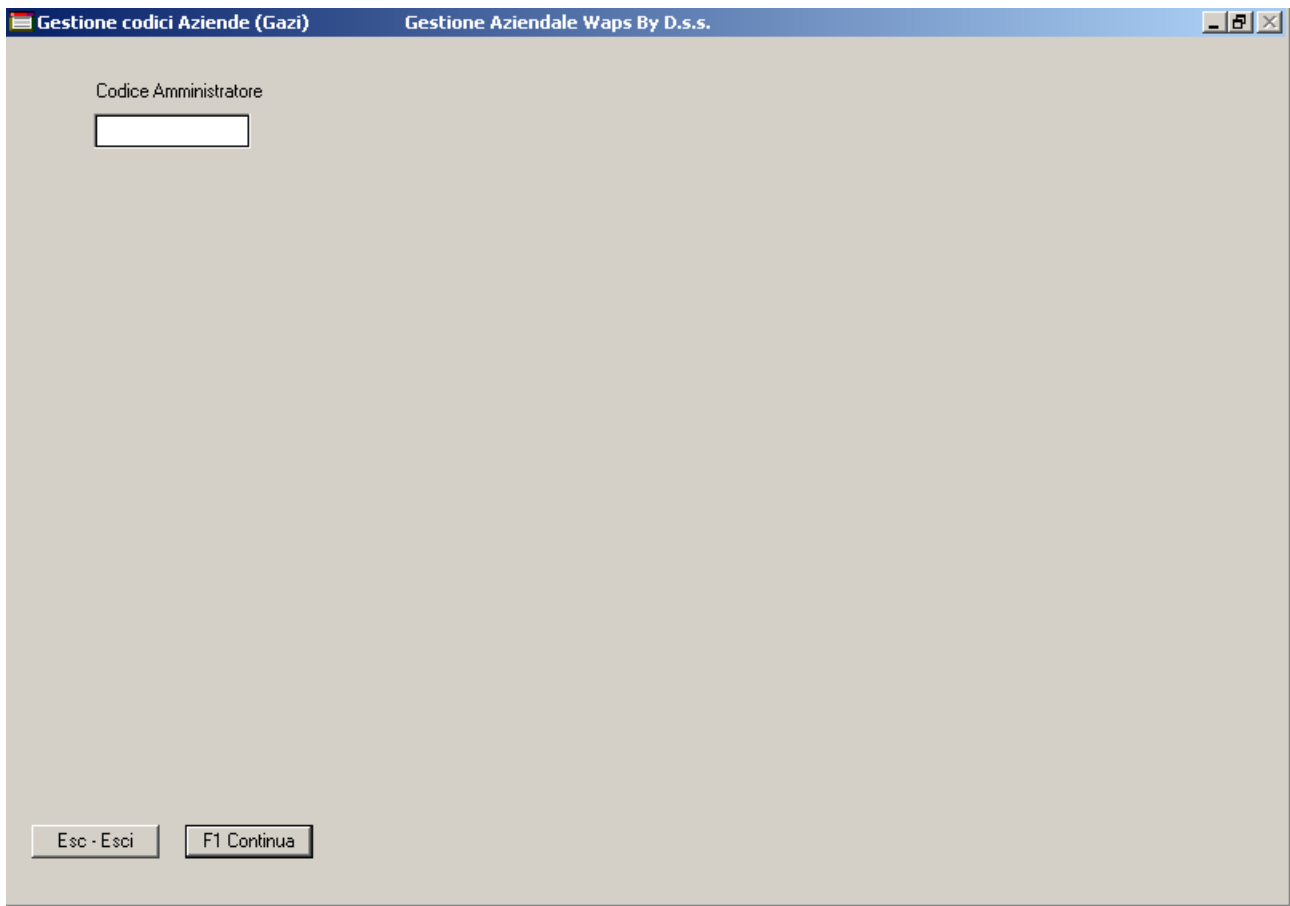 Gestione codici Aziende (Gazi) Gestione Aziendale Waps By D.s.s.
Codice Amministratore
Esc - Esci F1 Continua